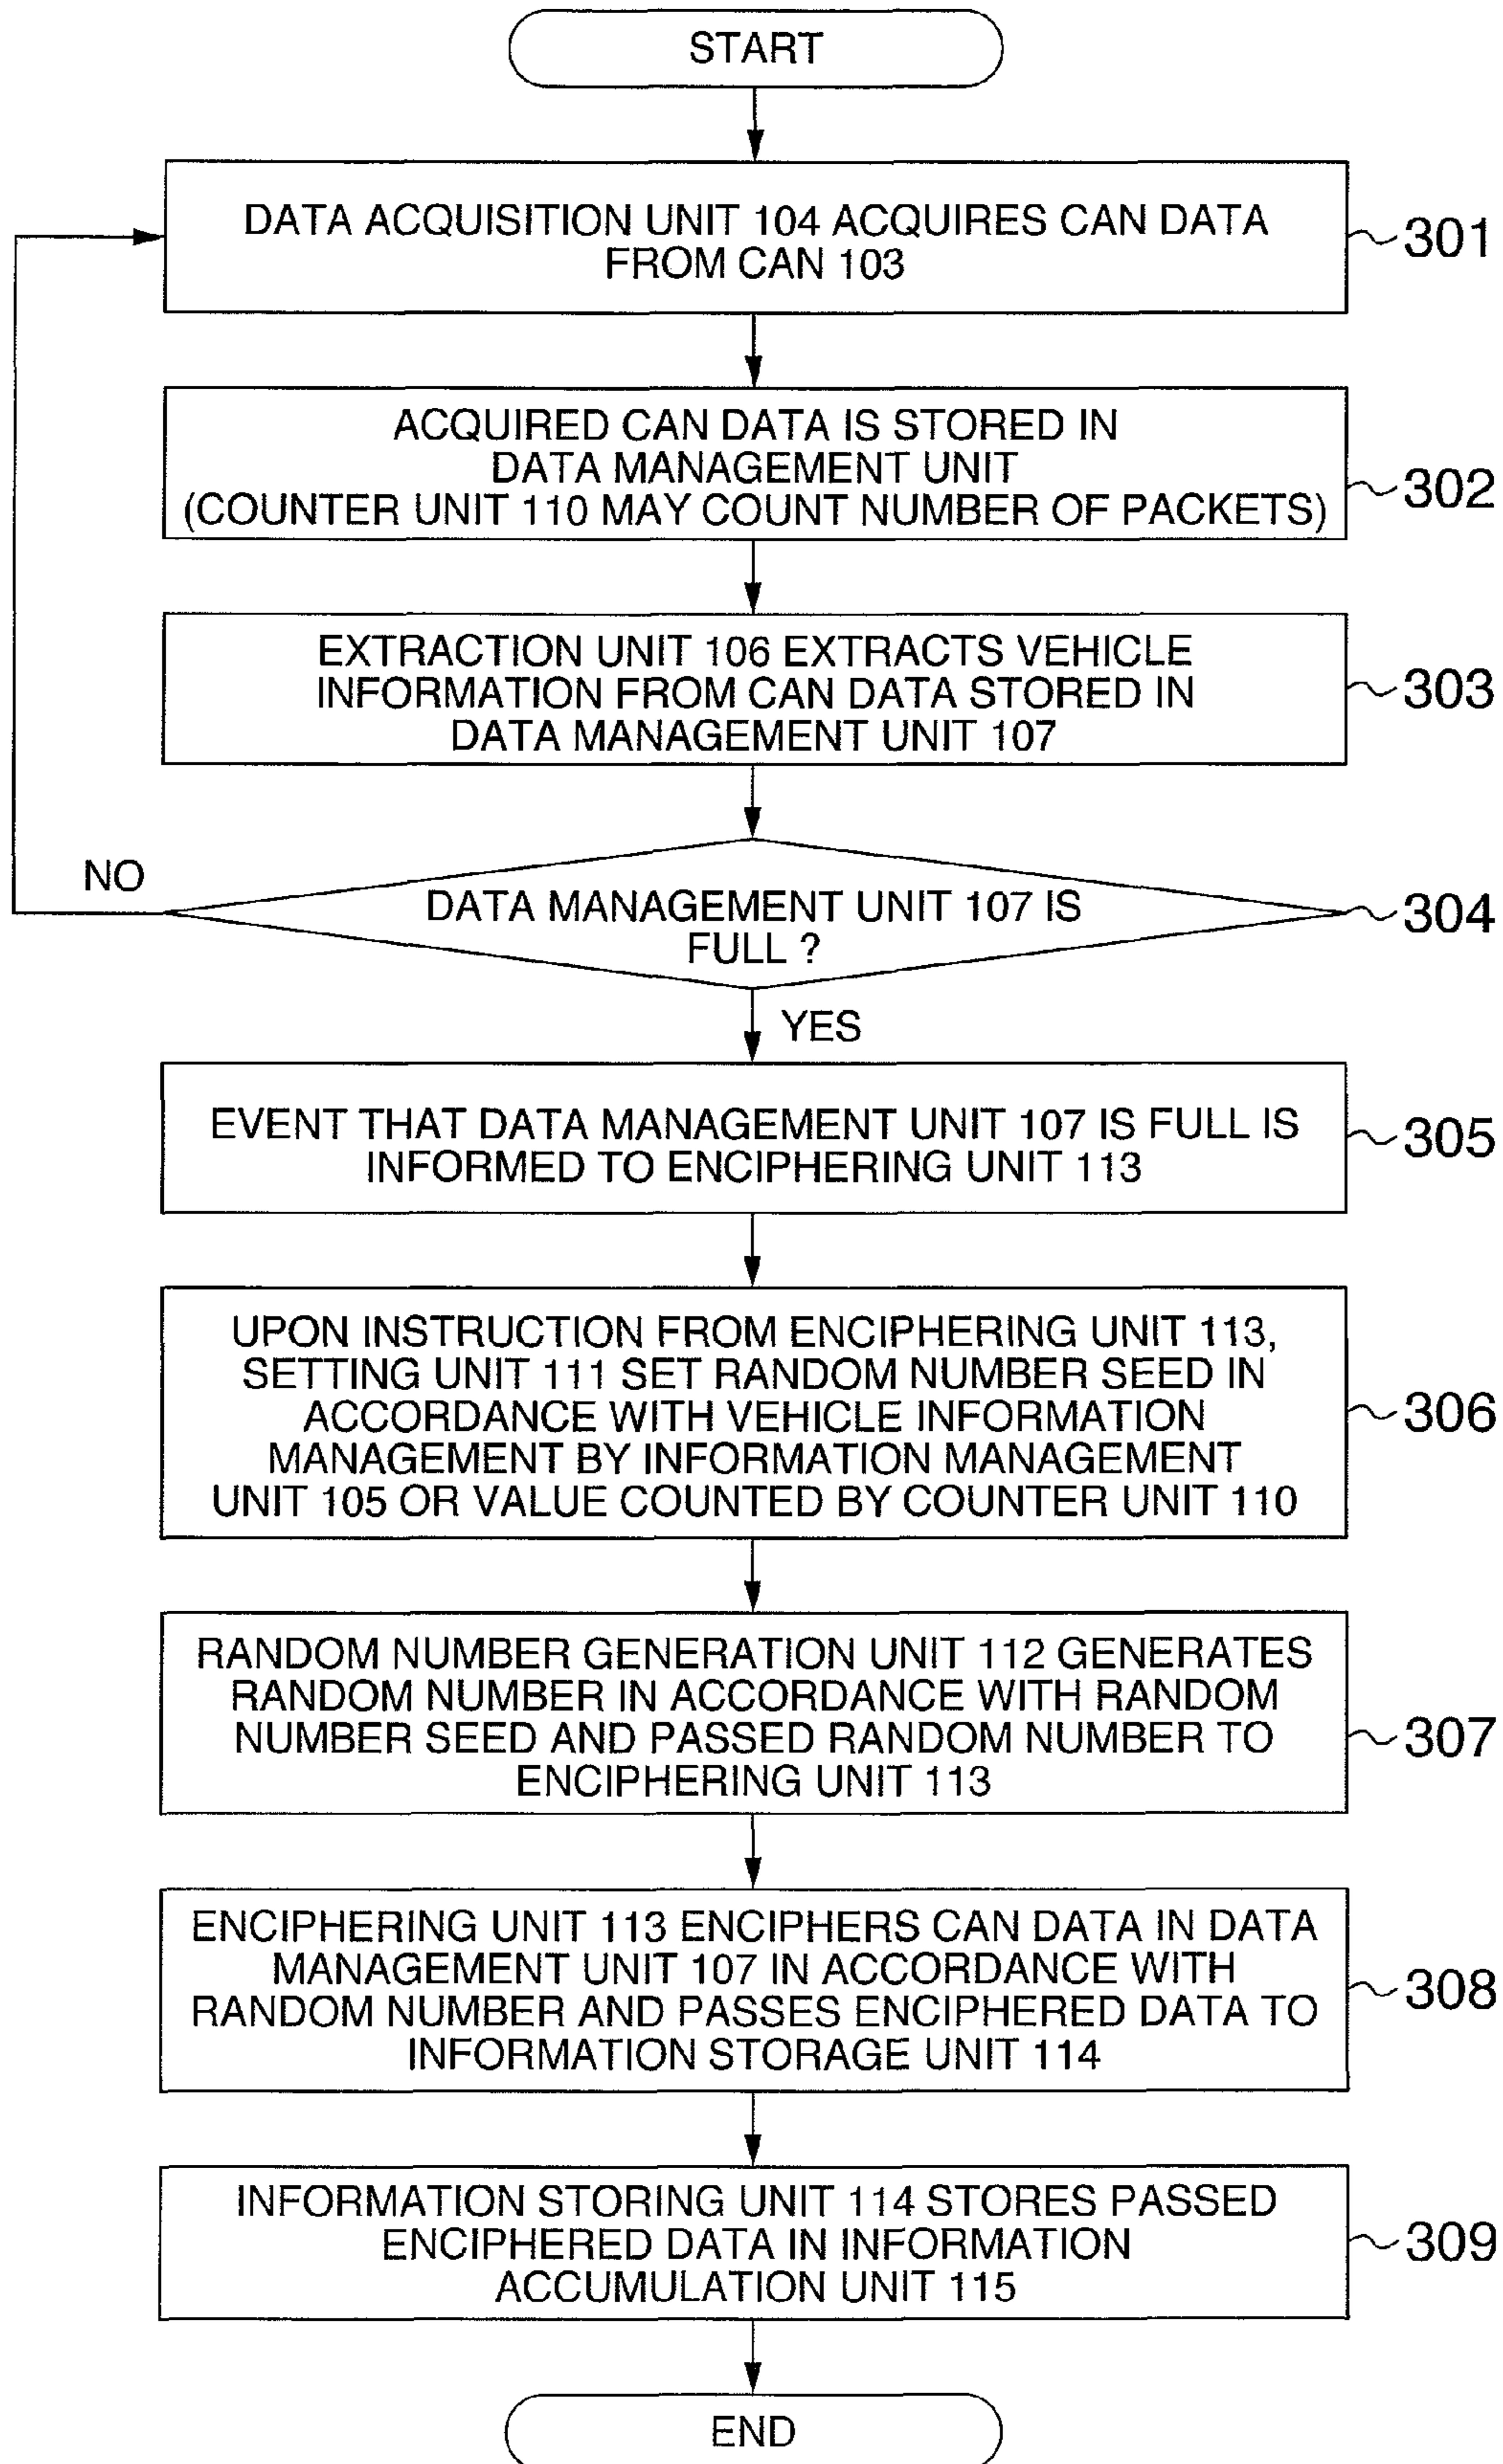 START
DATA ACQUISITION UNIT 104 ACQUIRES CAN DATA
FROM CAN 103
301
ACQUIRED CAN DATA IS STORED IN
DATA MANAGEMENT UNIT
(COUNTER UNIT 110 MAY COUNT NUMBER OF PACKETS)
302
EXTRACTION UNIT 106 EXTRACTS VEHICLE
INFORMATION FROM CAN DATA STORED IN
DATA MANAGEMENT UNIT 107
303
NO
DATA MANAGEMENT UNIT 107 IS
FULL ?
304
YES
EVENT THAT DATA MANAGEMENT UNIT 107 IS FULL IS
INFORMED TO ENCIPHERING UNIT 113
305
UPON INSTRUCTION FROM ENCIPHERING UNIT 113,
SETTING UNIT 111 SET RANDOM NUMBER SEED IN
ACCORDANCE WITH VEHICLE INFORMATION
MANAGEMENT BY INFORMATION MANAGEMENT
UNIT 105 OR VALUE COUNTED BY COUNTER UNIT 110
306
RANDOM NUMBER GENERATION UNIT 112 GENERATES
RANDOM NUMBER IN ACCORDANCE WITH RANDOM
NUMBER SEED AND PASSED RANDOM NUMBER TO
ENCIPHERING UNIT 113
307
ENCIPHERING UNIT 113 ENCIPHERS CAN DATA IN DATA
MANAGEMENT UNIT 107 IN ACCORDANCE WITH
RANDOM NUMBER AND PASSES ENCIPHERED DATA TO
INFORMATION STORAGE UNIT 114
308
INFORMATION STORING UNIT 114 STORES PASSED
ENCIPHERED DATA IN INFORMATION
ACCUMULATION UNIT 115
309
END